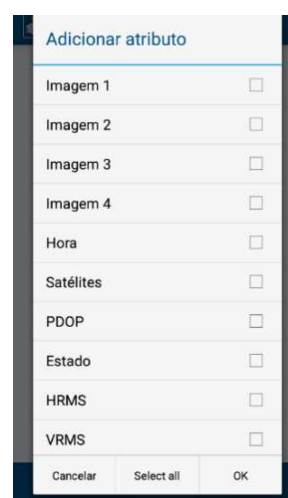 Adicionar atributo
Imagem 1
Imagem 2
Imagem 3
Imagem 4
Hora
Satélites
PDOP
Estado
HRMS
VRMS
Cancelar Select all OK